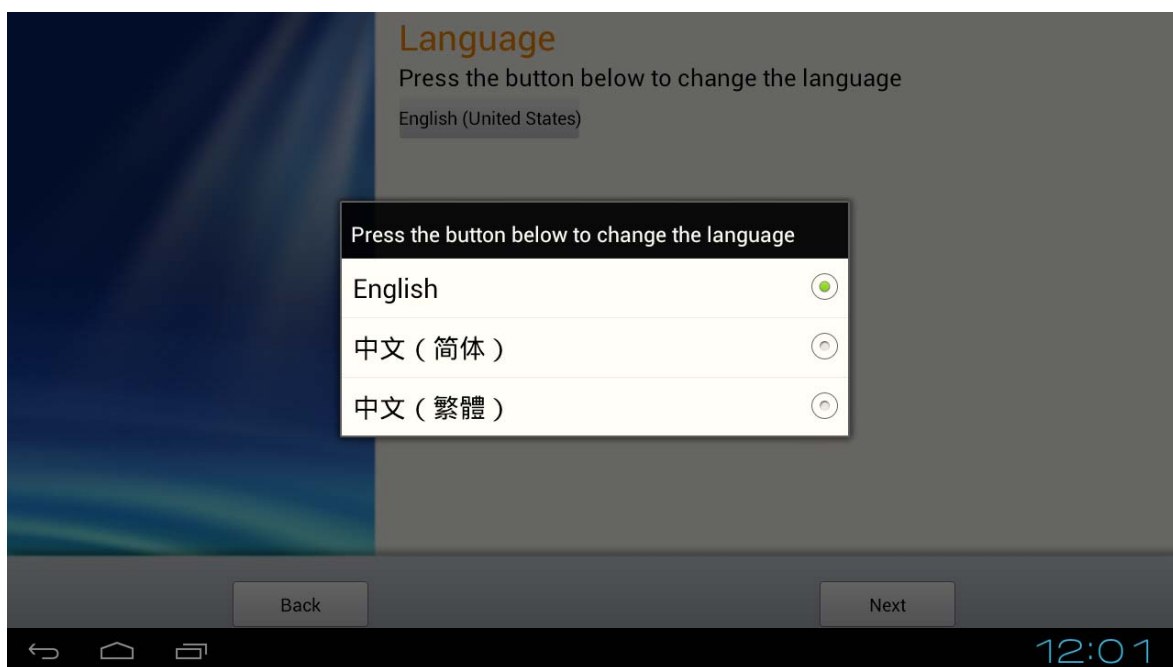 Language
Press the button below to change the language
English (United States)
Press the button below to change the language
English
中文（简体）
中文（繁體）
Back
Next
12:01